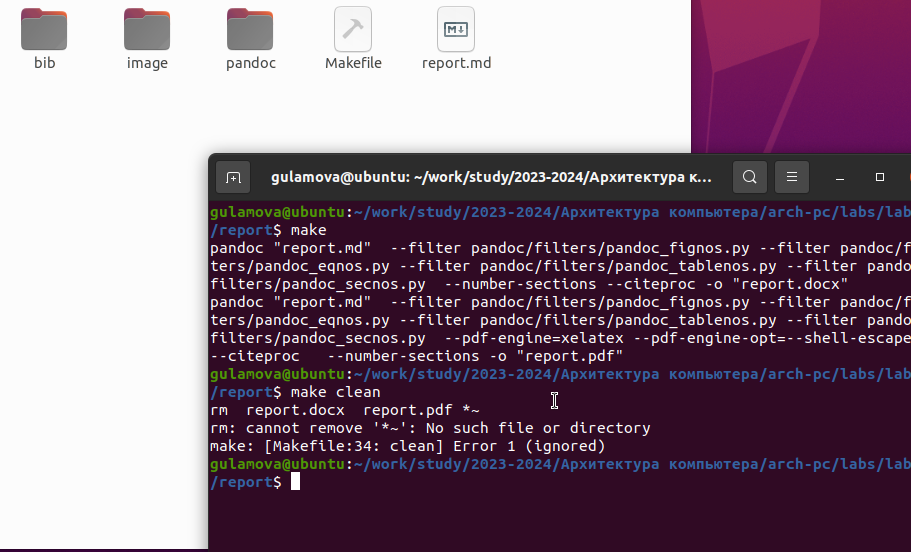 bib image pandoc Makefile report.md
gulamova@ubuntu: ~/work/study/2023-2024/Архитектура к...
gulamova@ubuntu:~/work/study/2023-2024/Архитектура компьютера/arch-pc/labs/lab
/report$ make
pandoc "report.md"  --filter pandoc/filters/pandoc_fignos.py --filter pandoc/f
ters/pandoc_eqnos.py --filter pandoc/filters/pandoc_tablenos.py --filter pando
filters/pandoc_secnos.py  --number-sections --citeproc -o "report.docx"
pandoc "report.md"  --filter pandoc/filters/pandoc_fignos.py --filter pandoc/f
ters/pandoc_eqnos.py --filter pandoc/filters/pandoc_tablenos.py --filter pando
filters/pandoc_secnos.py  --pdf-engine=xelatex --pdf-engine-opt=--shell-escape
--citeproc   --number-sections -o "report.pdf"
gulamova@ubuntu:~/work/study/2023-2024/Архитектура компьютера/arch-pc/labs/lab
/report$ make clean
rm  report.docx  report.pdf *~
rm: cannot remove '*~': No such file or directory
make: [Makefile:34: clean] Error 1 (ignored)
gulamova@ubuntu:~/work/study/2023-2024/Архитектура компьютера/arch-pc/labs/lab
/report$